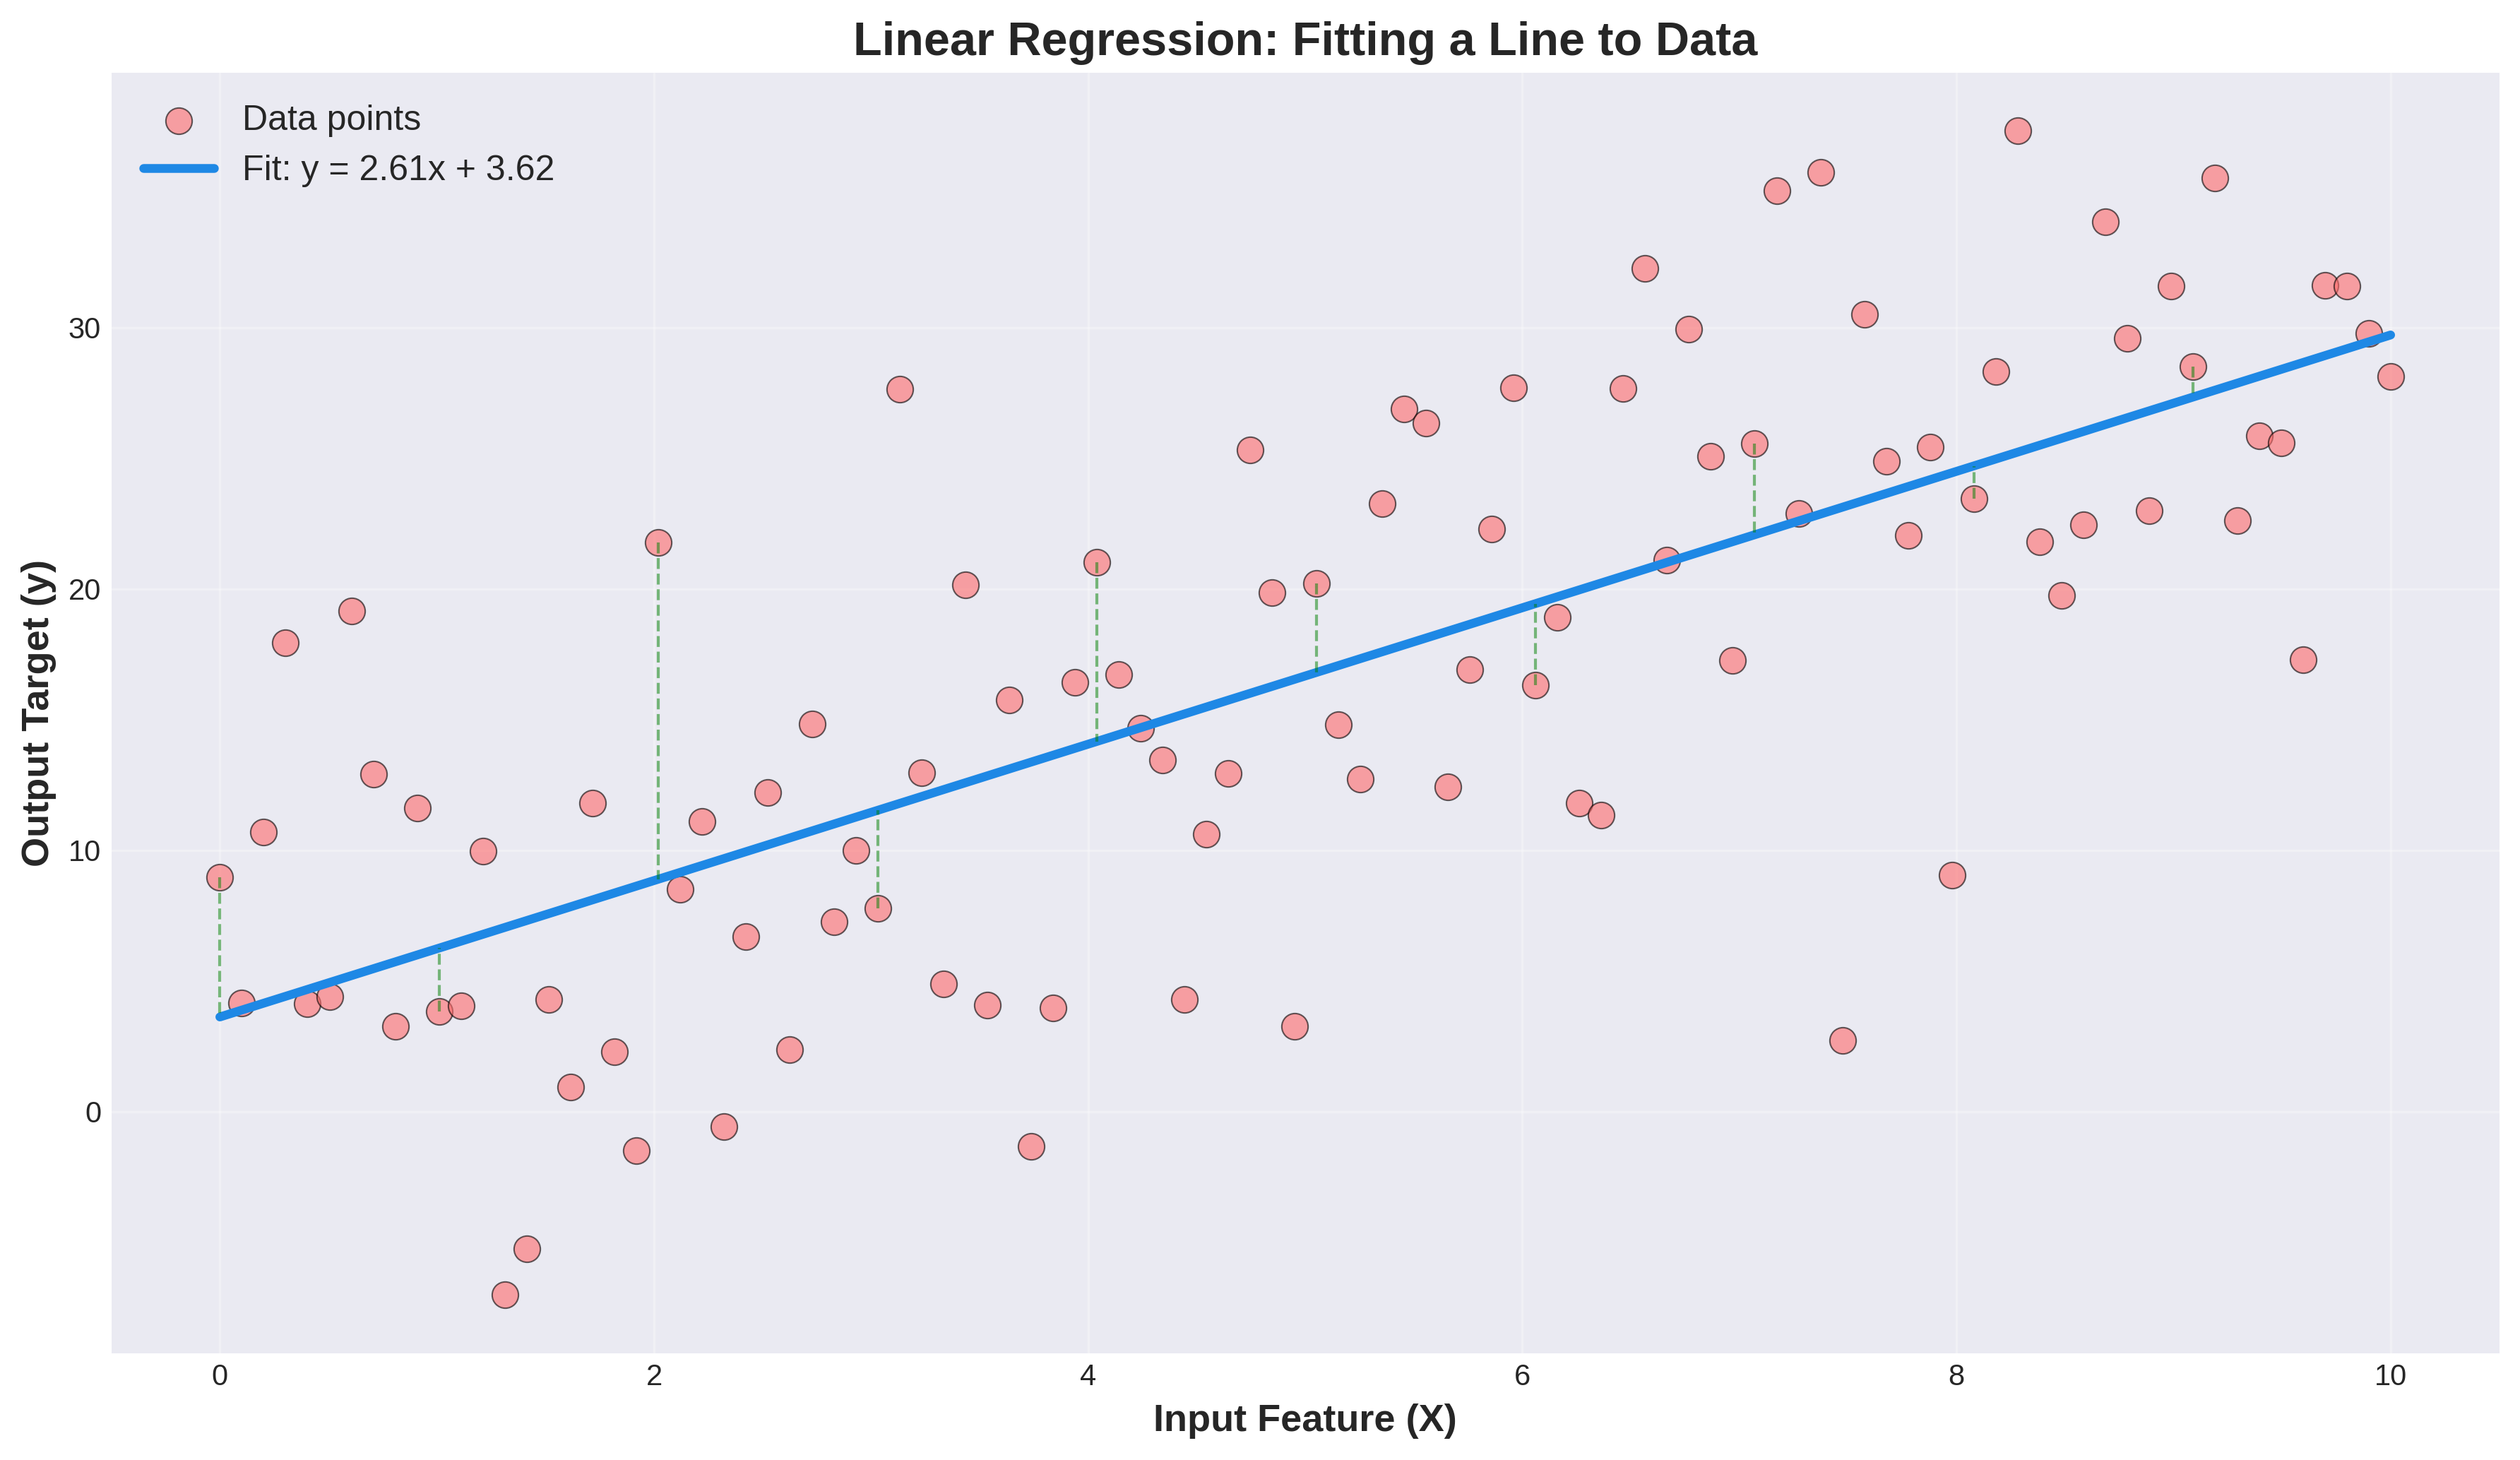 Linear Regression: Fitting a Line to Data
Data points
Fit: y = 2.61x + 3.62
30
20
10
0
Output Target (y)
0 2 4 6 8 10
Input Feature (X)